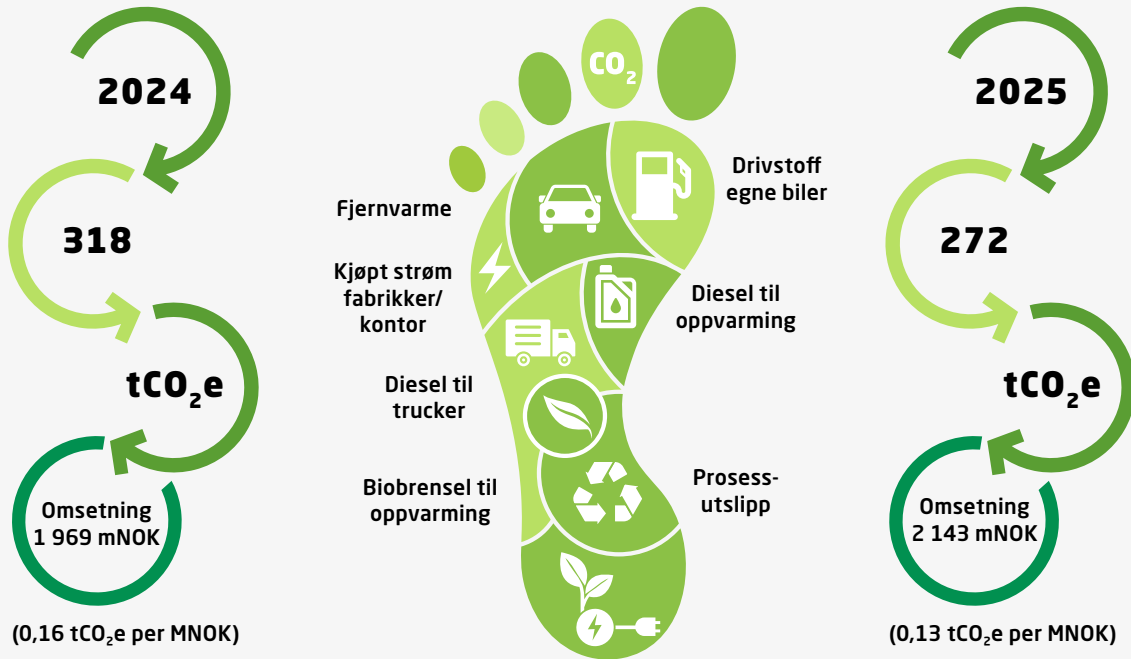 2024
318
tCO₂e
Omsetning
1 969 mNOK
(0,16 tCO₂e per MNOK)
CO₂
Fjernvarme
Kjøpt strøm
fabrikker/
kontor
Diesel til
trucker
Biobrensel til
oppvarming
Drivstoff
egne biler
Diesel til
oppvarming
Prosess-
utslipp
2025
272
tCO₂e
Omsetning
2 143 mNOK
(0,13 tCO₂e per MNOK)